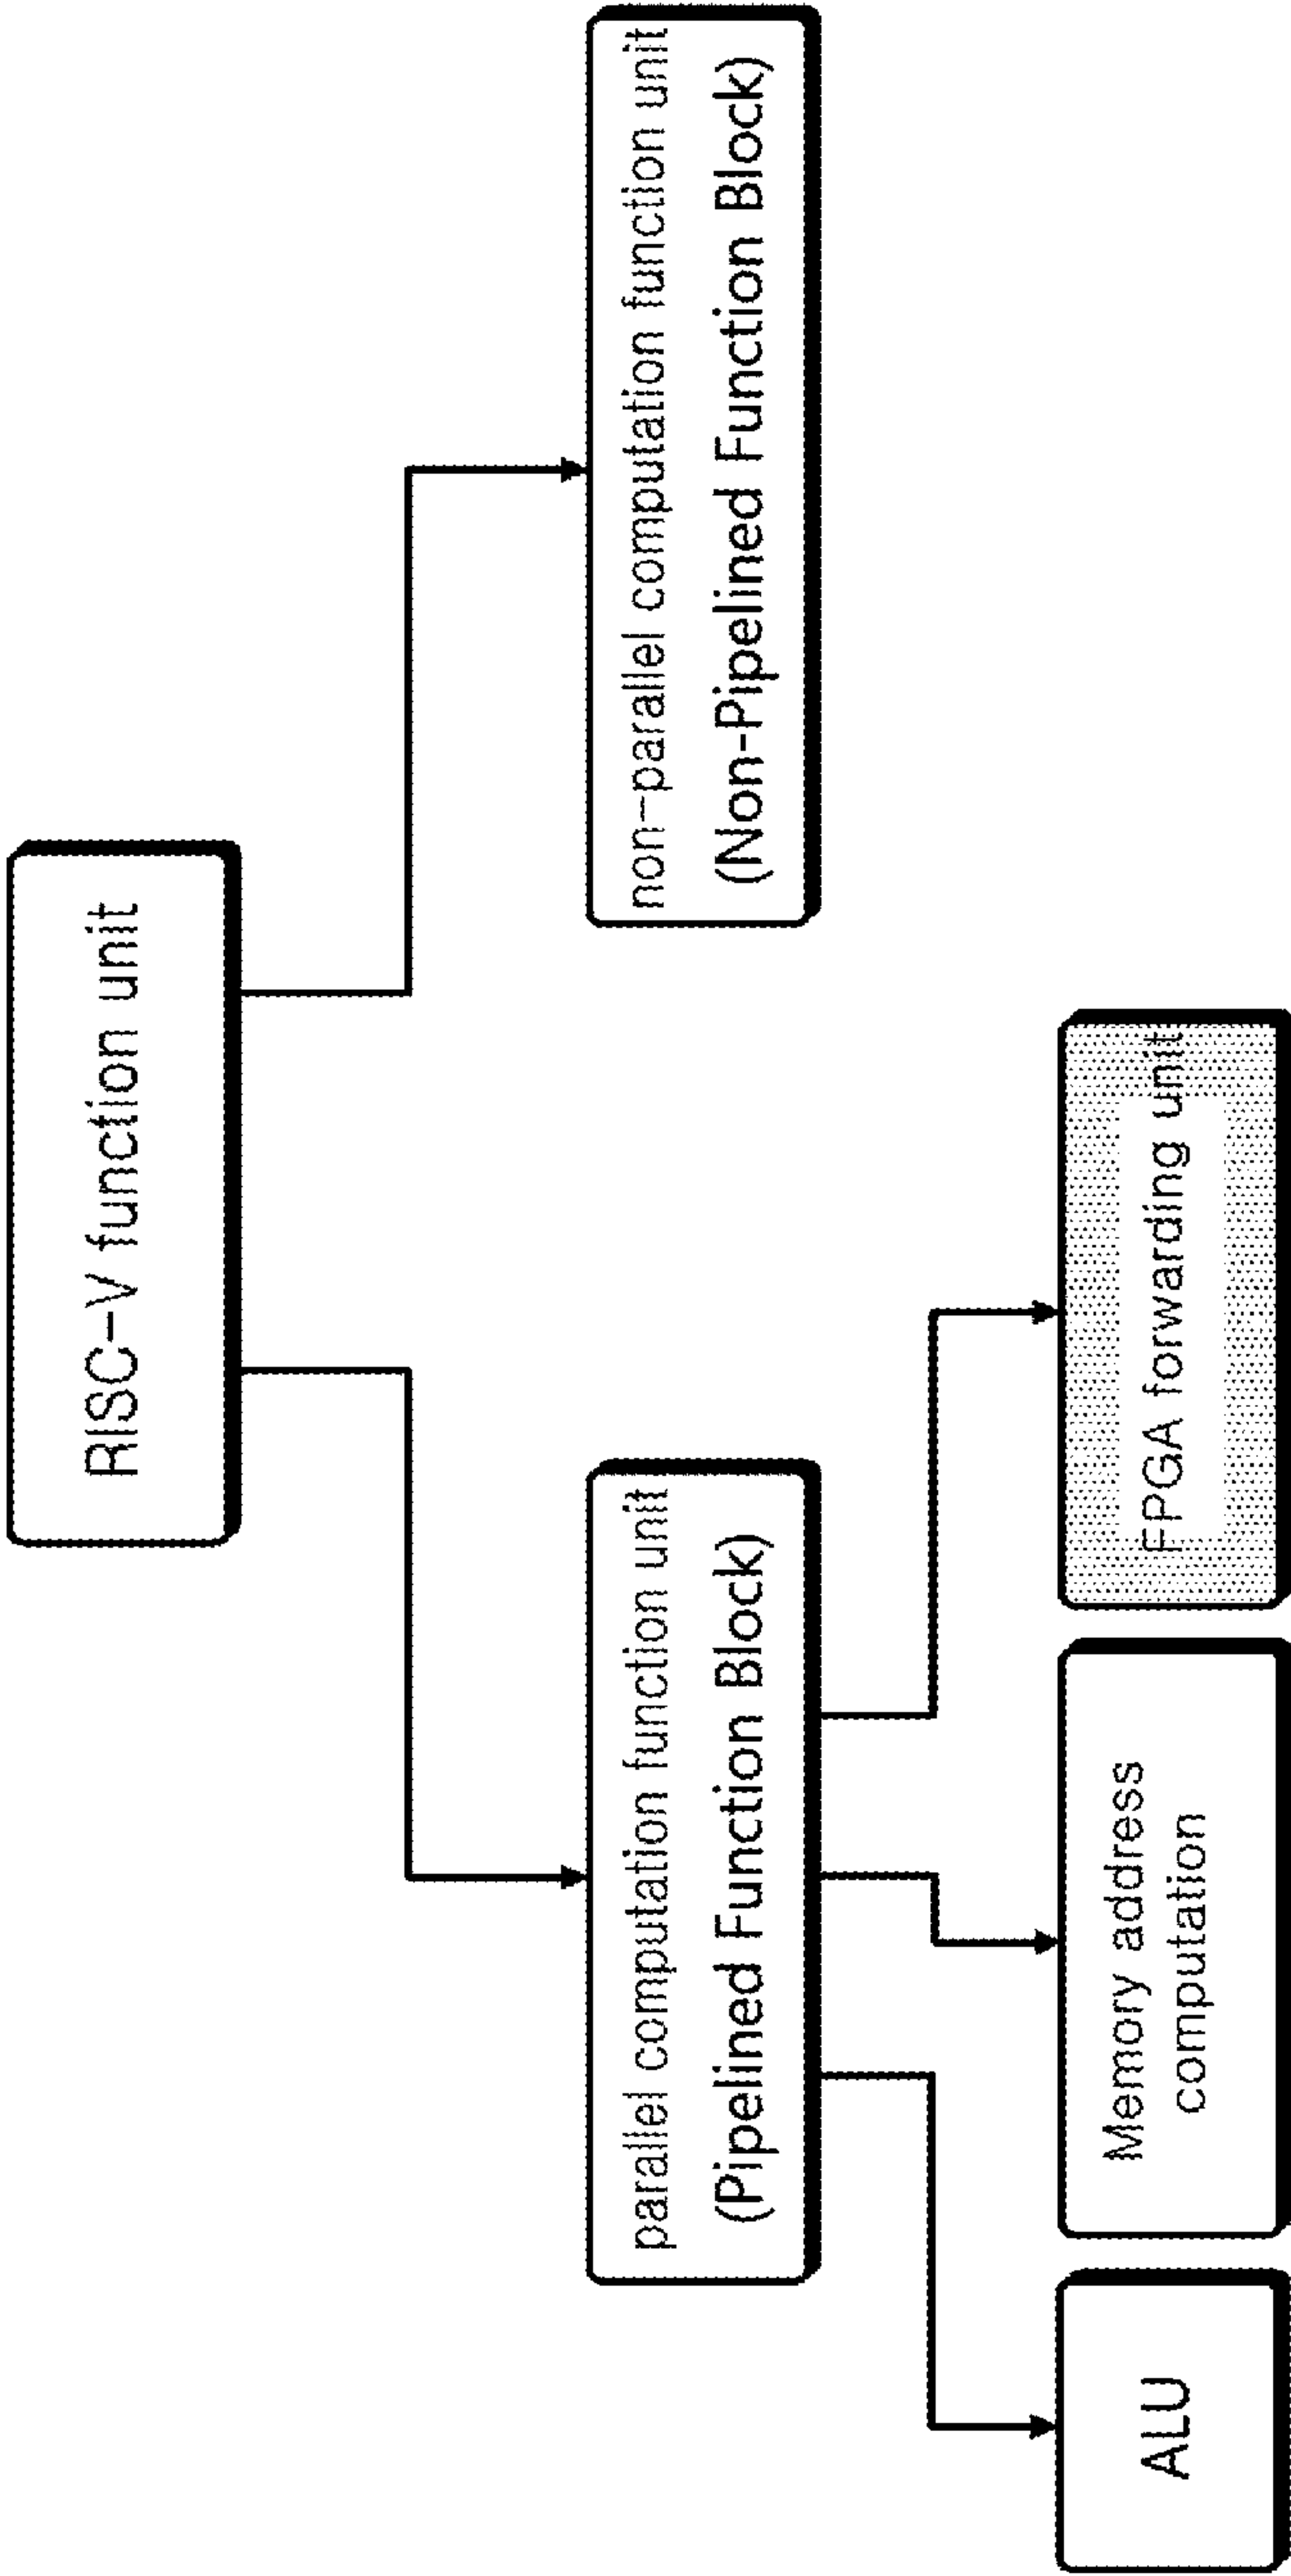 RISC-V function unit
parallel computation function unit
(Pipelined Function Block)
non-parallel computation function unit
(Non-Pipelined Function Block)
ALU
Memory address
computation
FPGA forwarding unit